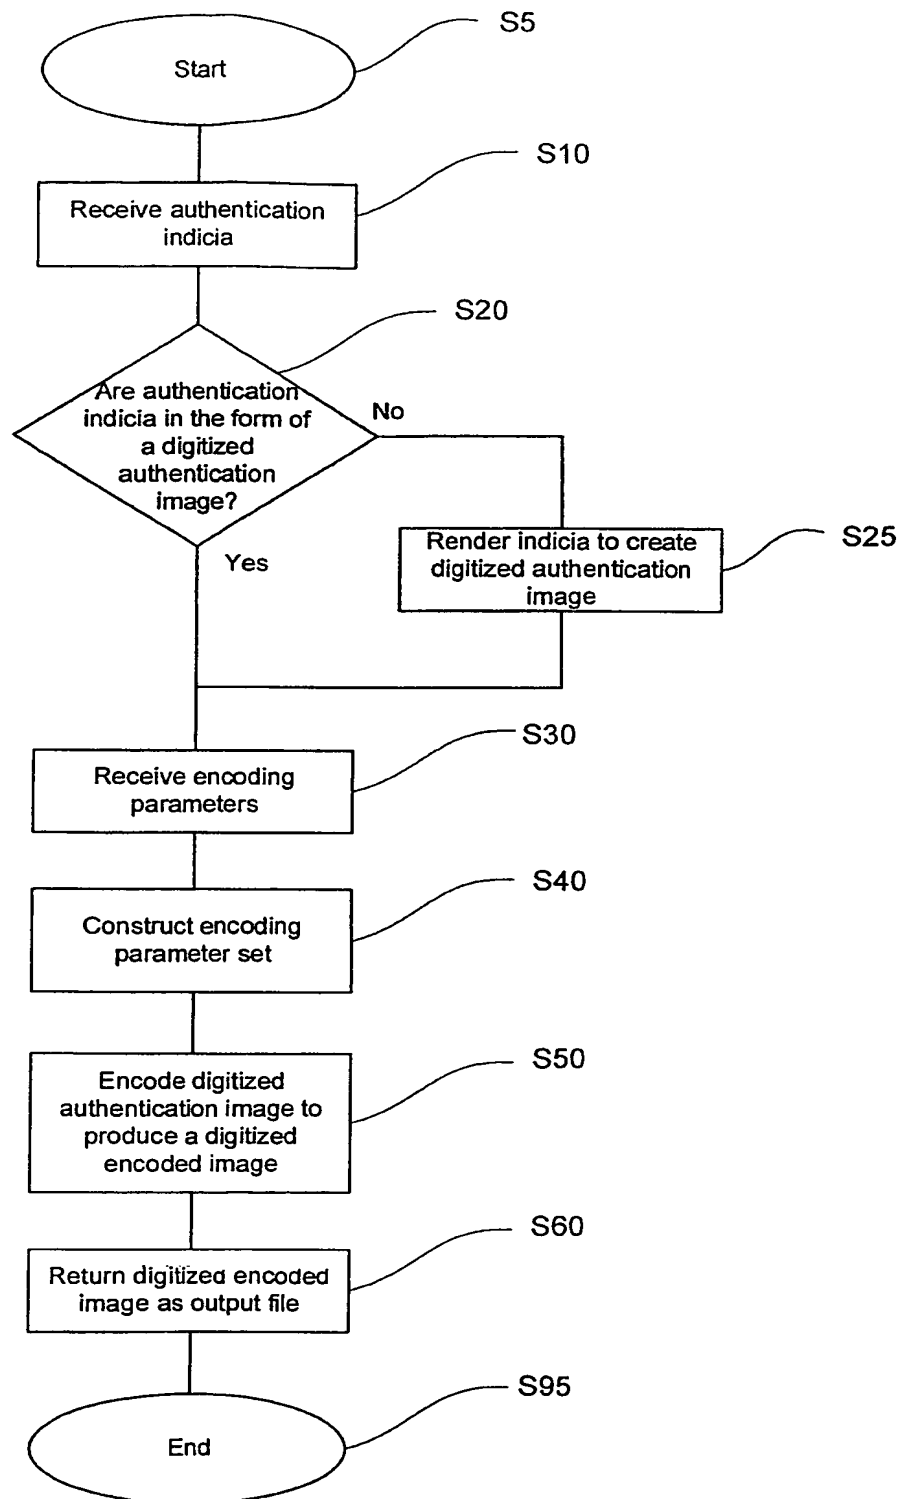 S5
Start
S10
Receive authentication
indicia
S20
Are authentication
indicia in the form of
a digitized
authentication
image?
No
Yes
S25
Render indicia to create
digitized authentication
image
S30
Receive encoding
parameters
S40
Construct encoding
parameter set
S50
Encode digitized
authentication image to
produce a digitized
encoded image
S60
Return digitized encoded
image as output file
S95
End